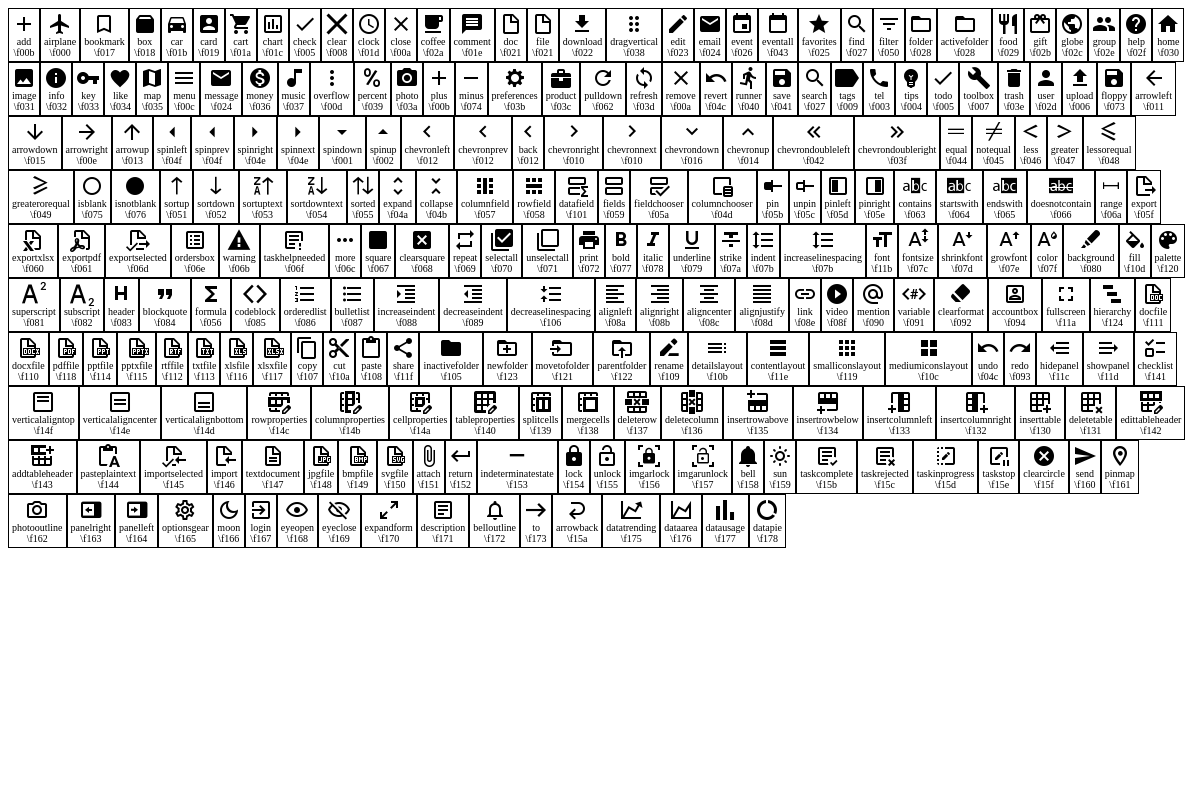 add airplane bookmark box car card cart chart check clear clock close coffee comment doc file download dragvertical edit email event eventall favorites find filter folder activefolder food gift globe group help home
\f00b \f000 \f017 \f018 \f01b \f019 \f01a \f01c \f005 \f008 \f01d \f00a \f02a \f01e \f021 \f021 \f022 \f038 \f023 \f024 \f026 \f043 \f025 \f027 \f050 \f028 \f028 \f029 \f02b \f02c \f02e \f02f \f030
image info key like map menu message money music overflow percent photo plus minus preferences product pulldown refresh remove revert runner save search tags tel tips todo toolbox trash user upload floppy arrowleft
\f031 \f032 \f033 \f034 \f035 \f00c \f024 \f036 \f037 \f00d \f039 \f03a \f00b \f074 \f03b \f03c \f062 \f03d \f00a \f04c \f040 \f041 \f027 \f009 \f003 \f004 \f005 \f007 \f03e \f02d \f006 \f073 \f011
arrowdown arrowright arrowup spinleft spinprev spinright spinnext spindown spinup chevronleft chevronprev back chevronright chevronnext chevrondown chevronup chevrondoubleleft chevrondoubleright equal notequal less greater lessorequal
\f015 \f00e \f013 \f04f \f04f \f04e \f04e \f001 \f002 \f012 \f012 \f012 \f010 \f010 \f016 \f014 \f042 \f03f \f044 \f045 \f046 \f047 \f048
greaterorequal isblank isnotblank sortup sortdown sortuptext sortdowntext sorted expand collapse columnfield rowfield datafield fields fieldchooser columnchooser pin unpin pinleft pinright contains startswith endswith doesnotcontain range export
\f049 \f075 \f076 \f051 \f052 \f053 \f054 \f055 \f04a \f04b \f057 \f058 \f101 \f059 \f05a \f04d \f05b \f05c \f05d \f05e \f063 \f064 \f065 \f066 \f06a \f05f
exportxlsx exportpdf exportselected ordersbox warning taskhelpneeded more square clearsquare repeat selectall unselectall print bold italic underline strike indent increaselinespacing font fontsize shrinkfont growfont color background fill palette
\f060 \f061 \f06d \f06e \f06b \f06f \f06c \f067 \f068 \f069 \f070 \f071 \f072 \f077 \f078 \f079 \f07a \f07b \f07b \f11b \f07c \f07d \f07e \f07f \f080 \f10d \f120
superscript subscript header blockquote formula codeblock orderedlist bulletlist increaseindent decreaseindent decreaselinespacing alignleft alignright aligncenter alignjustify link video mention variable clearformat accountbox fullscreen hierarchy docfile
\f081 \f082 \f083 \f084 \f056 \f085 \f086 \f087 \f088 \f089 \f106 \f08a \f08b \f08c \f08d \f08e \f08f \f090 \f091 \f092 \f094 \f11a \f124 \f111
docxfile pdffile pptfile pptxfile rtffile txtfile xlsfile xlsxfile copy cut paste share inactivefolder newfolder movetofolder parentfolder rename detailslayout contentlayout smalliconslayout mediumiconslayout undo redo hidepanel showpanel checklist
\f110 \f118 \f114 \f115 \f112 \f113 \f116 \f117 \f107 \f10a \f108 \f11f \f105 \f123 \f121 \f122 \f109 \f10b \f11e \f119 \f10c \f04c \f093 \f11c \f11d \f141
verticalaligntop verticalaligncenter verticalalignbottom rowproperties columnproperties cellproperties tableproperties splitcells mergecells deleterow deletecolumn insertrowabove insertrowbelow insertcolumnleft insertcolumnright inserttable deletetable edittableheader
\f14f \f14e \f14d \f14c \f14b \f14a \f140 \f139 \f138 \f137 \f136 \f135 \f134 \f133 \f132 \f130 \f131 \f142
addtableheader pasteplaintext importselected import textdocument jpgfile bmpfile svgfile attach return indeterminatestate lock unlock imgarlock imgarunlock bell sun taskcomplete taskrejected taskinprogress taskstop clearcircle send pinmap
\f143 \f144 \f145 \f146 \f147 \f148 \f149 \f150 \f151 \f152 \f153 \f154 \f155 \f156 \f157 \f158 \f159 \f15b \f15c \f15d \f15e \f15f \f160 \f161
photooutline panelright panelleft optionsgear moon login eyeopen eyeclose expandform description belloutline to arrowback datatrending dataarea datausage datapie
\f162 \f163 \f164 \f165 \f166 \f167 \f168 \f169 \f170 \f171 \f172 \f173 \f15a \f175 \f176 \f177 \f178